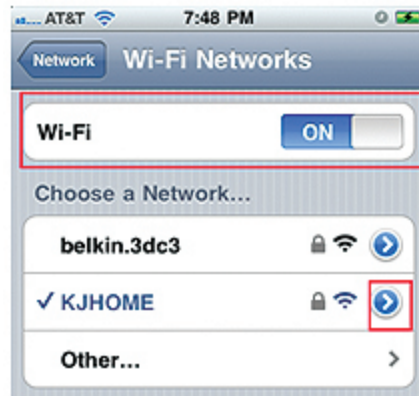 AT&T 7:48 PM
Network Wi-Fi Networks
Wi-Fi ON
Choose a Network...
belkin.3dc3
KJHOME
Other...